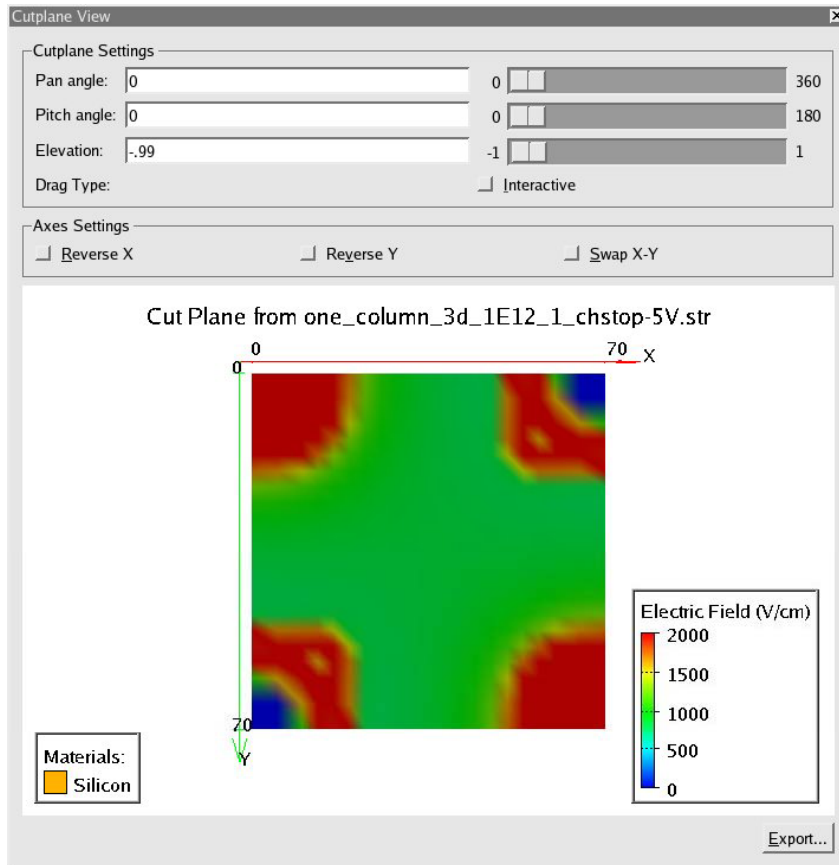 Cutplane View
Cutplane Settings
Pan angle: 0 0 360
Pitch angle: 0 0 180
Elevation: -.99 -1 1
Drag Type: Interactive
Axes Settings
Reverse X Reverse Y Swap X-Y
Cut Plane from one_column_3d_1E12_1_chstop-5V.str
0 70 X
0
70
Y
Electric Field (V/cm)
2000
1500
1000
500
0
Materials:
Silicon
Export...